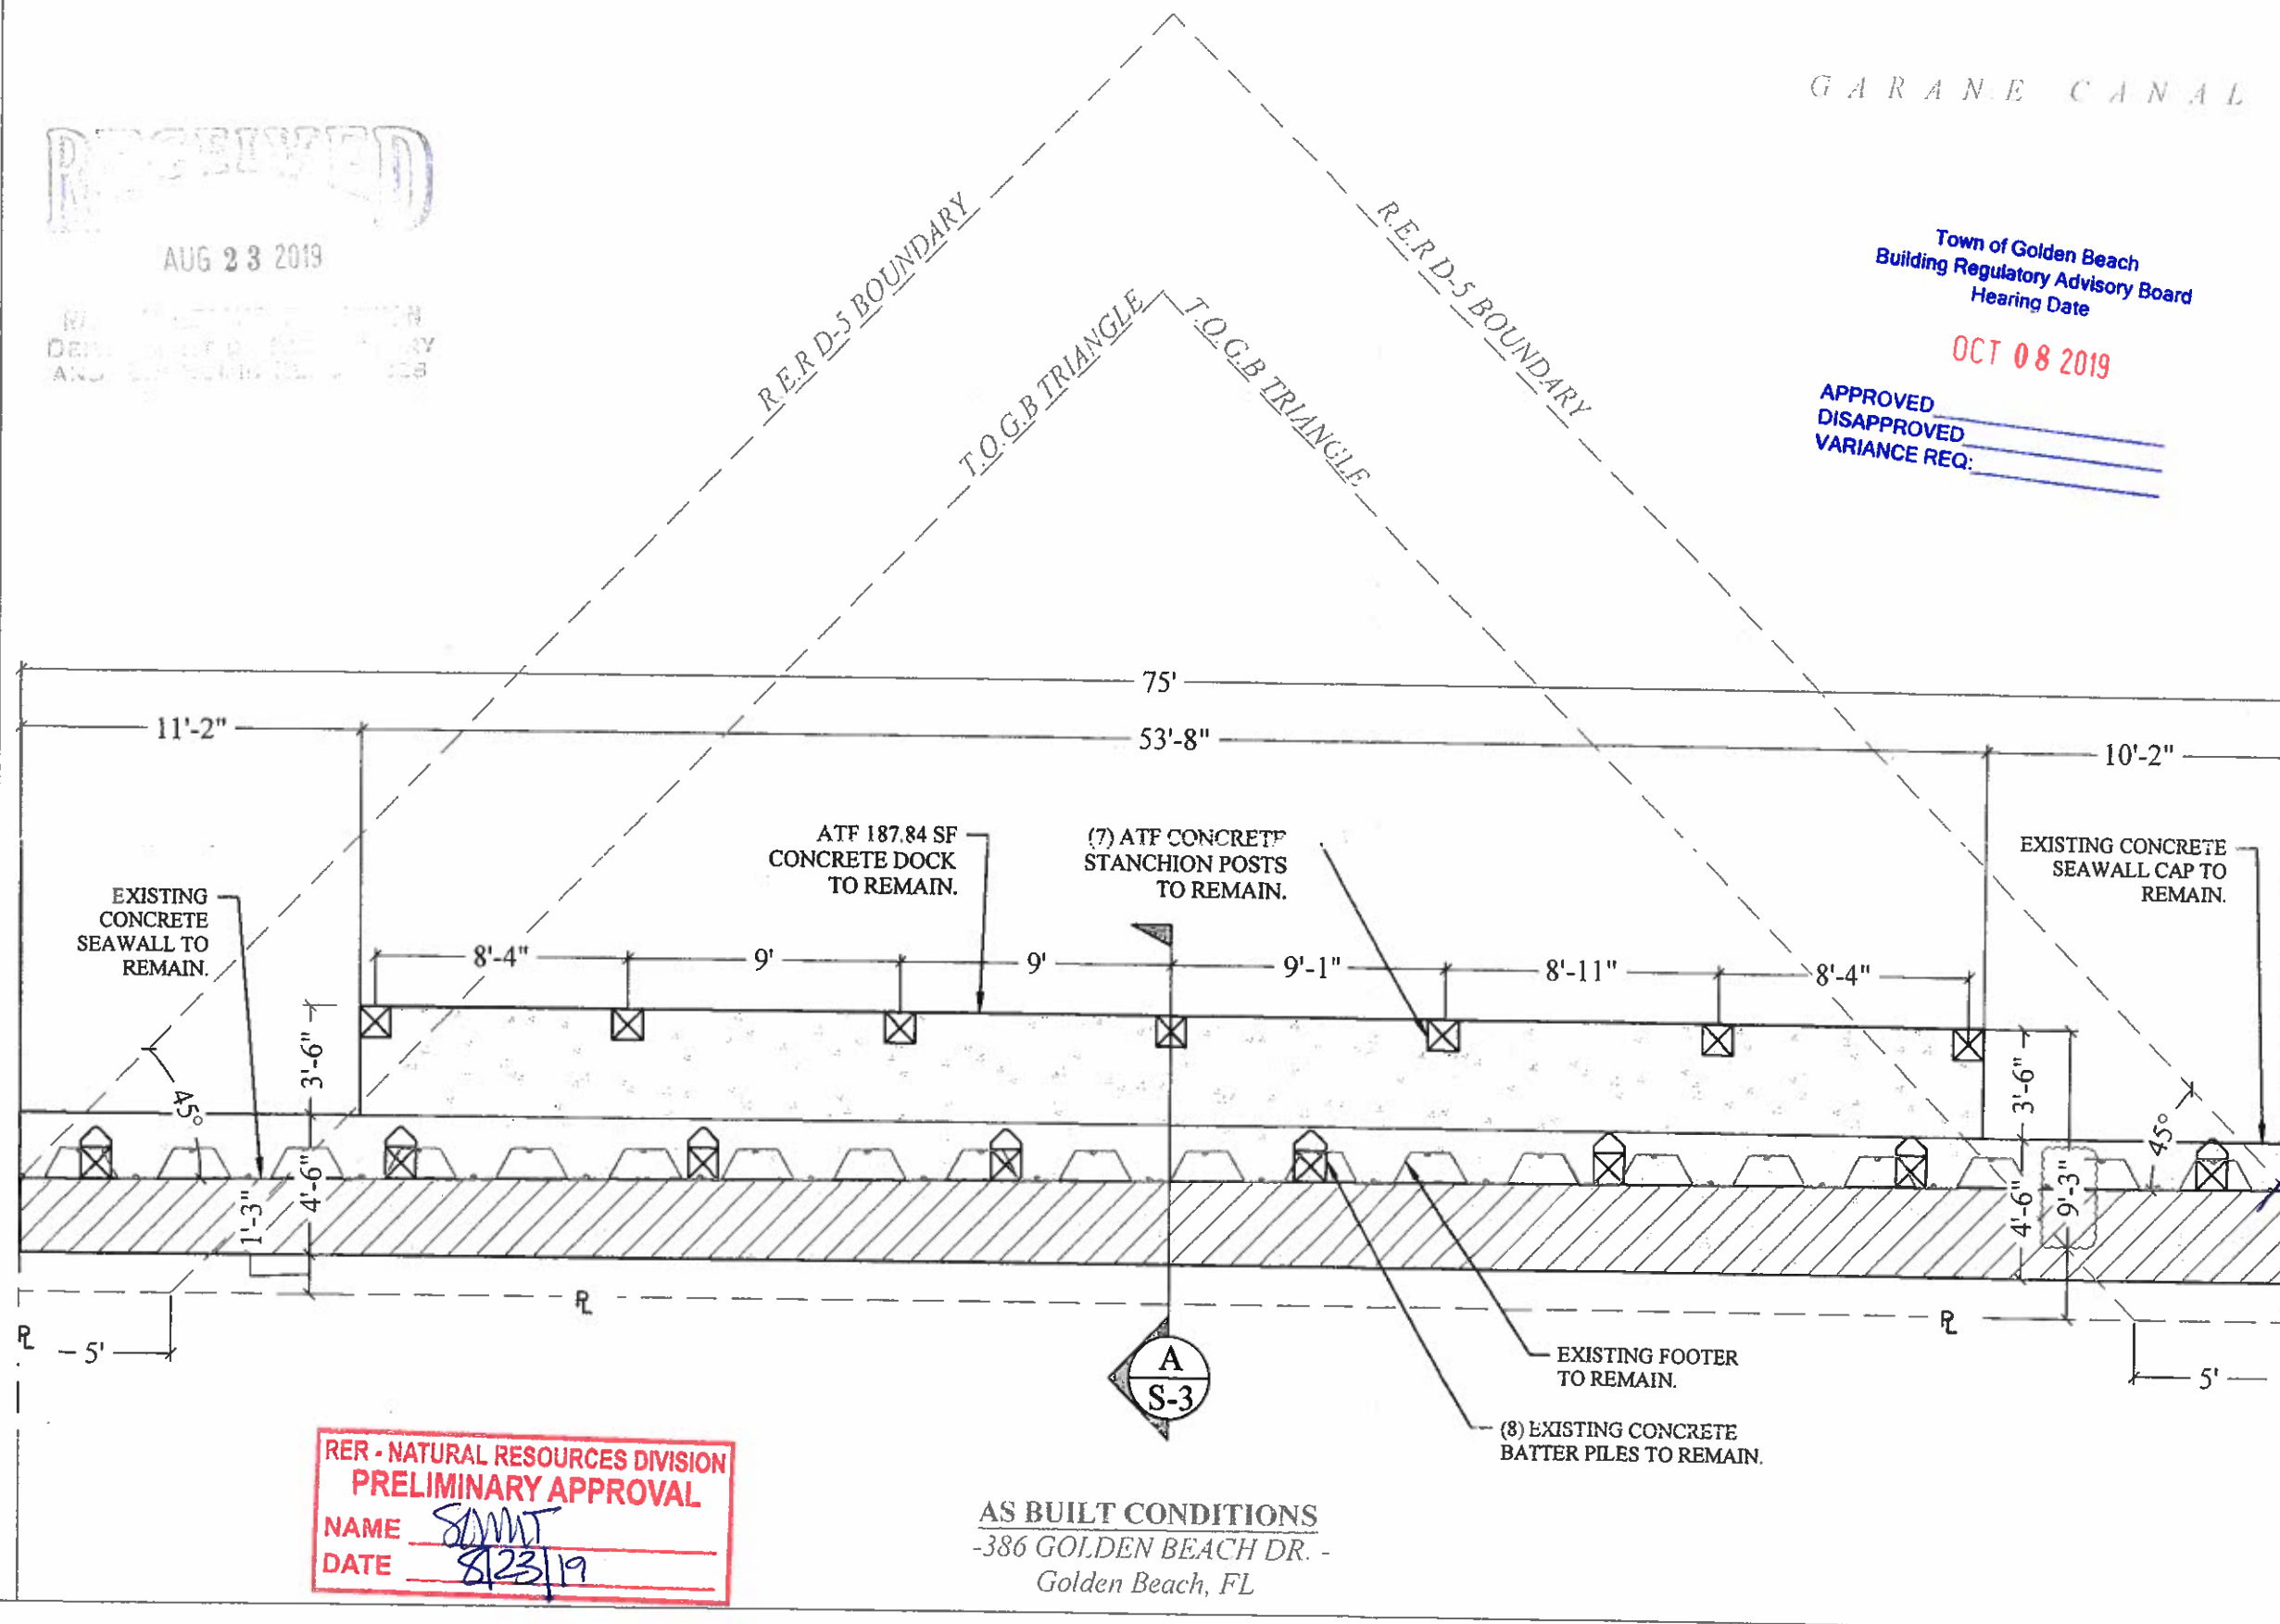 GARANE CANAL
RECEIVED
AUG 23 2019
Town of Golden Beach
Building Regulatory Advisory Board
Hearing Date
OCT 08 2019
APPROVED
DISAPPROVED
VARIANCE REQ:
R.E.R D-5 BOUNDARY
T.O.G.B TRIANGLE
T.O.G.B TRIANGLE
R.E.R D-5 BOUNDARY
75'
11'-2"
53'-8"
10'-2"
EXISTING
CONCRETE
SEAWALL TO
REMAIN.
ATF 187.84 SF
CONCRETE DOCK
TO REMAIN.
(7) ATF CONCRETE
STANCHION POSTS
TO REMAIN.
EXISTING CONCRETE
SEAWALL CAP TO
REMAIN.
8'-4"
9'
9'
9'-1"
8'-11"
8'-4"
3'-6"
45°
4'-6"
1'-3"
3'-6"
45°
4'-6"
9'-3"
PL
PL
PL
5'
5'
A
S-3
EXISTING FOOTER
TO REMAIN.
(8) EXISTING CONCRETE
BATTER PILES TO REMAIN.
RER - NATURAL RESOURCES DIVISION
PRELIMINARY APPROVAL
NAME
DATE 8/23/19
AS BUILT CONDITIONS
-386 GOLDEN BEACH DR. -
Golden Beach, FL